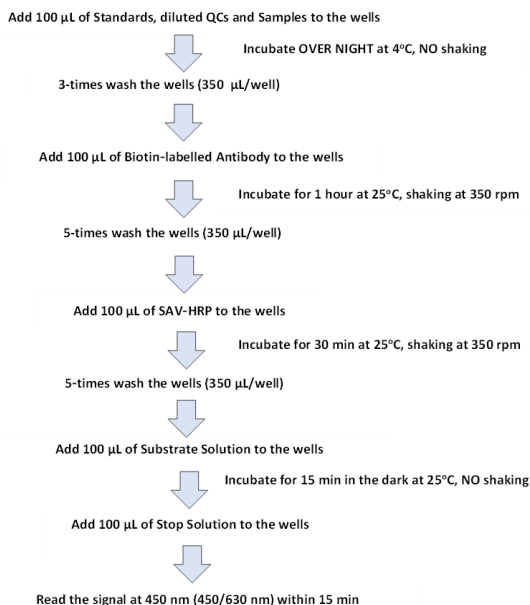 Add 100 µL of Standards, diluted QCs and Samples to the wells
Incubate OVER NIGHT at 4°C, NO shaking
3-times wash the wells (350  µL/well)
Add 100 µL of Biotin-labelled Antibody to the wells
Incubate for 1 hour at 25°C, shaking at 350 rpm
5-times wash the wells (350 µL/well)
Add 100 µL of SAV-HRP to the wells
Incubate for 30 min at 25°C, shaking at 350 rpm
5-times wash the wells (350 µL/well)
Add 100 µL of Substrate Solution to the wells
Incubate for 15 min in the dark at 25°C, NO shaking
Add 100 µL of Stop Solution to the wells
Read the signal at 450 nm (450/630 nm) within 15 min